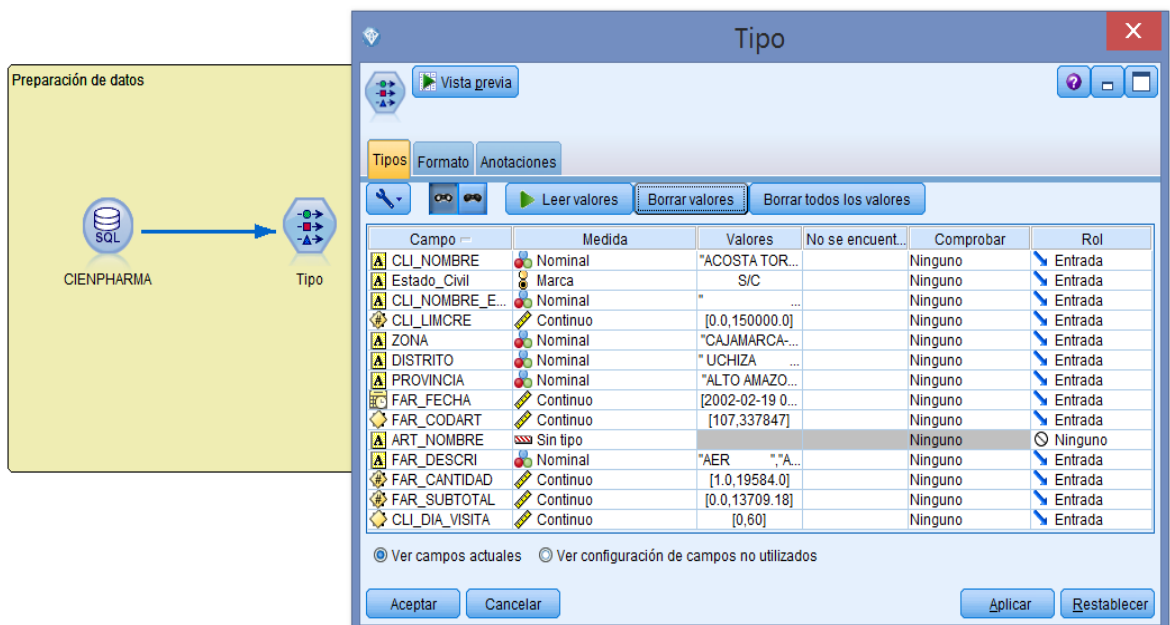 Preparación de datos
SQL
CIENPHARMA
Tipo
Tipo
Vista previa
Tipos Formato Anotaciones
Leer valores Borrar valores Borrar todos los valores
Campo Medida Valores No se encuent... Comprobar Rol
A CLI_NOMBRE Nominal "ACOSTA TOR... Ninguno Entrada
A Estado_Civil Marca S/C Ninguno Entrada
A CLI_NOMBRE_E... Nominal " ... Ninguno Entrada
# CLI_LIMCRE Continuo [0.0,150000.0] Ninguno Entrada
A ZONA Nominal "CAJAMARCA-... Ninguno Entrada
A DISTRITO Nominal " UCHIZA ... Ninguno Entrada
A PROVINCIA Nominal "ALTO AMAZO... Ninguno Entrada
FAR_FECHA Continuo [2002-02-19 0... Ninguno Entrada
FAR_CODART Continuo [107,337847] Ninguno Entrada
A ART_NOMBRE Sin tipo Ninguno Ninguno
A FAR_DESCRI Nominal "AER ","A... Ninguno Entrada
# FAR_CANTIDAD Continuo [1.0,19584.0] Ninguno Entrada
# FAR_SUBTOTAL Continuo [0.0,13709.18] Ninguno Entrada
CLI_DIA_VISITA Continuo [0,60] Ninguno Entrada
Ver campos actuales Ver configuración de campos no utilizados
Aceptar Cancelar Aplicar Restablecer